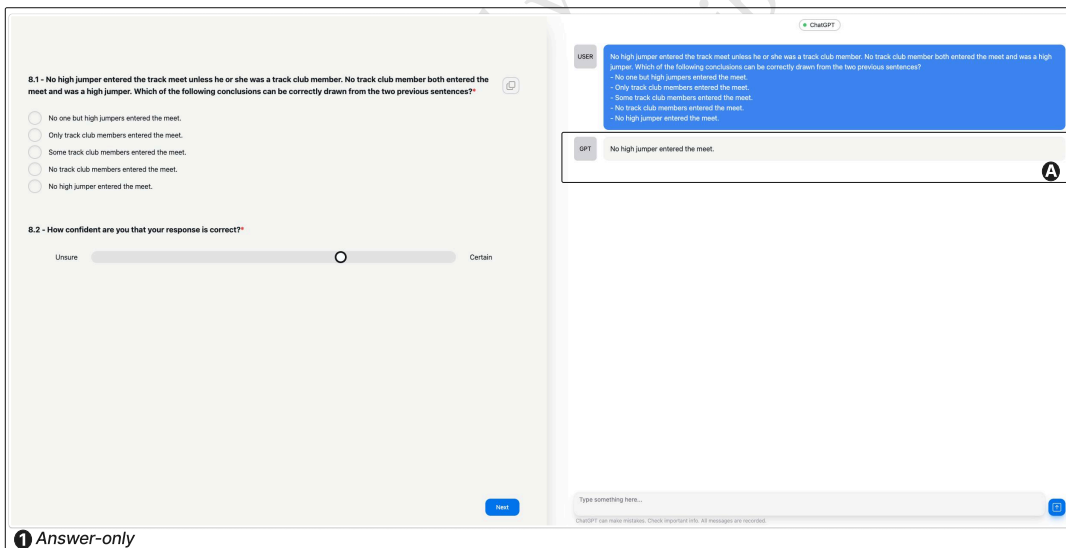 8.1 - No high jumper entered the track meet unless he or she was a track club member. No track club member both entered the
meet and was a high jumper. Which of the following conclusions can be correctly drawn from the two previous sentences?*
No one but high jumpers entered the meet.
Only track club members entered the meet.
Some track club members entered the meet.
No track club members entered the meet.
No high jumper entered the meet.
8.2 - How confident are you that your response is correct?*
Unsure
Certain
Next
ChatGPT
USER
No high jumper entered the track meet unless he or she was a track club member. No track club member both entered the meet and was a high
jumper. Which of the following conclusions can be correctly drawn from the two previous sentences?
- No one but high jumpers entered the meet.
- Only track club members entered the meet.
- Some track club members entered the meet.
- No track club members entered the meet.
- No high jumper entered the meet.
GPT
No high jumper entered the meet.
A
Type something here...
ChatGPT can make mistakes. Check important info. All messages are recorded.
1 Answer-only